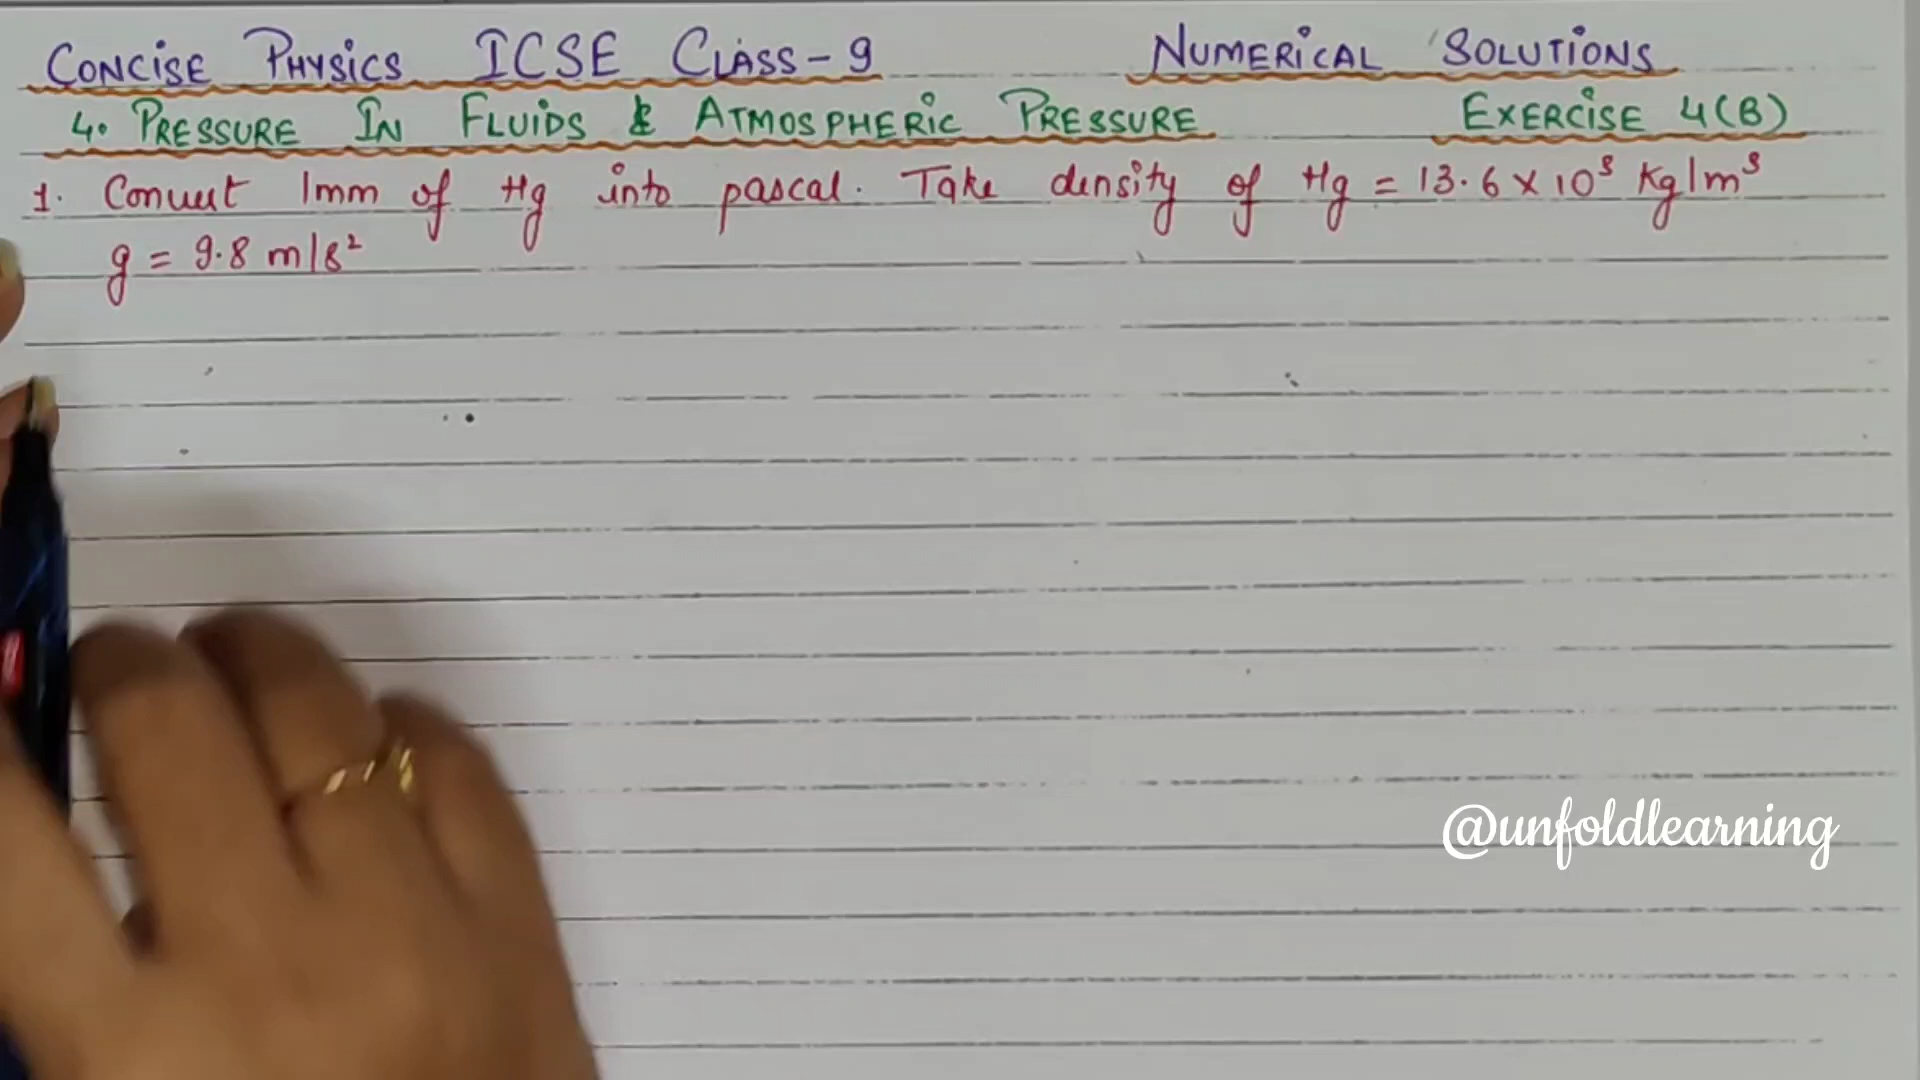 CONCISE PHYSICS ICSE CLASS-9 NUMERICAL SOLUTIONS
4. PRESSURE IN FLUIDS & ATMOSPHERIC PRESSURE EXERCISE 4(B)
1. Convert 1mm of Hg into pascal. Take density of Hg = 13.6 × 10³ Kg/m³
g = 9.8 m/s²
@unfoldlearning